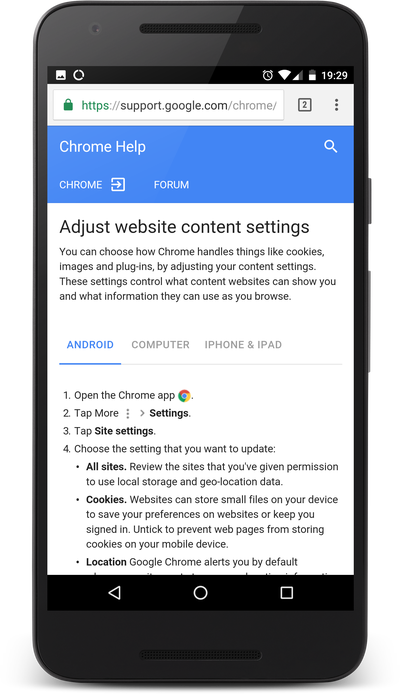 19:29
https://support.google.com/chrome/
2
Chrome Help
CHROME
FORUM
Adjust website content settings
You can choose how Chrome handles things like cookies,
images and plug-ins, by adjusting your content settings.
These settings control what content websites can show you
and what information they can use as you browse.
ANDROID COMPUTER IPHONE & IPAD
1. Open the Chrome app .
2. Tap More > Settings.
3. Tap Site settings.
4. Choose the setting that you want to update:
• All sites. Review the sites that you've given permission
to use local storage and geo-location data.
• Cookies. Websites can store small files on your device
to save your preferences on websites or keep you
signed in. Untick to prevent web pages from storing
cookies on your mobile device.
• Location Google Chrome alerts you by default